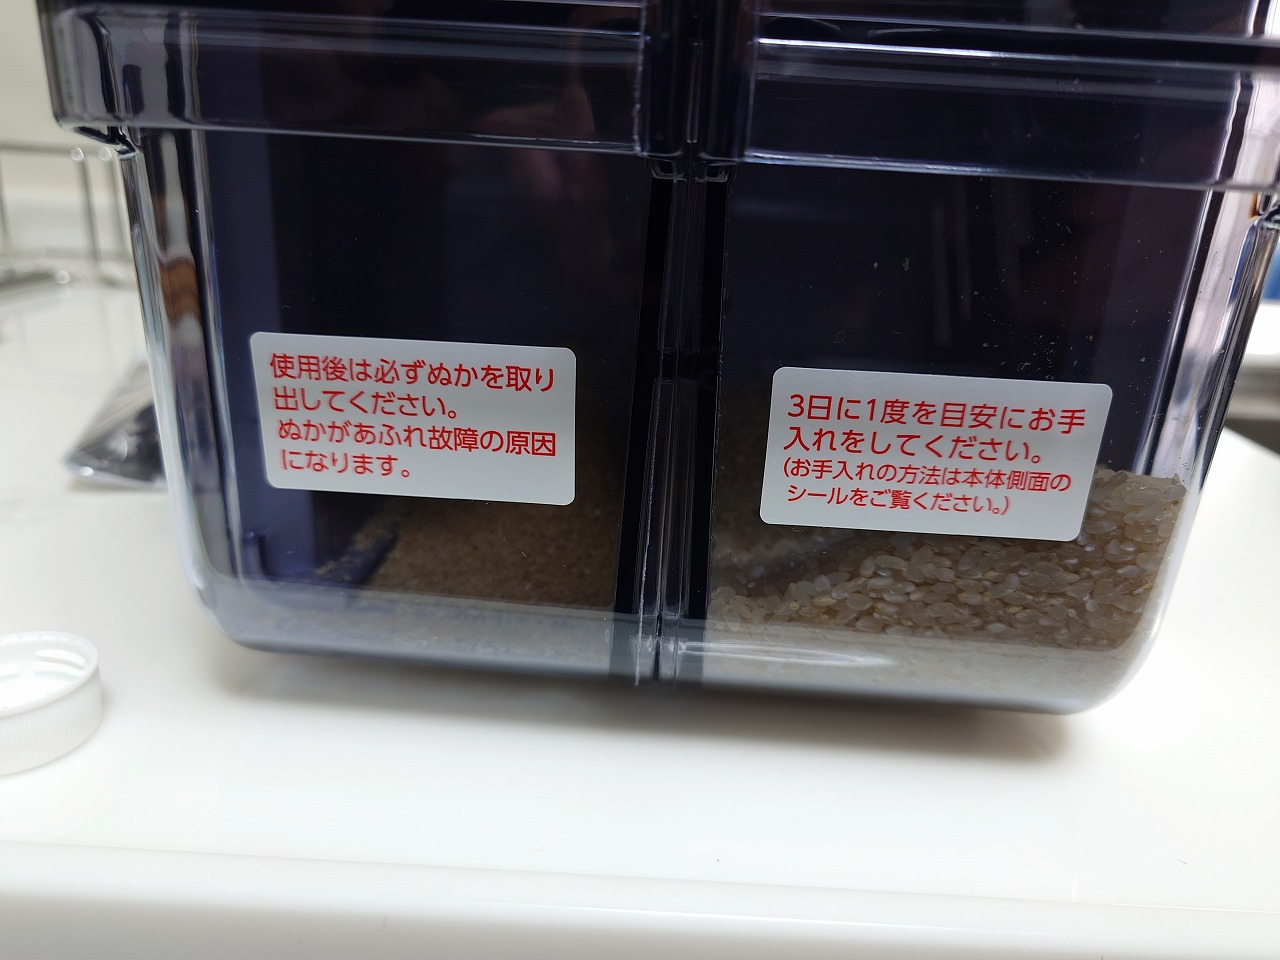 使用後は必ずぬかを取り
出してください。
ぬかがあふれ故障の原因
になります。
3日に1度を目安にお手
入れをしてください。
(お手入れの方法は本体側面の
シールをご覧ください。)